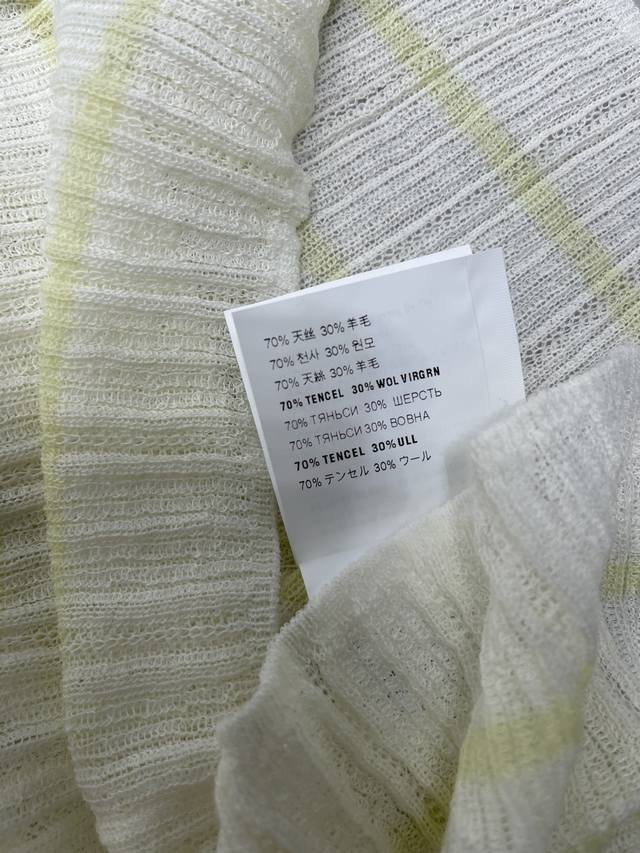 70% 天丝 30% 羊毛
70% 천사 30% 원모
70% 天絲 30% 羊毛
70% TENCEL 30% WOL VIRGRN
70% ТЯНЬСИ 30% ШЕРСТЬ
70% ТЯНЬСИ 30% ВОВНА
70% TENCEL 30% ULL
70% テンセル 30% ウール